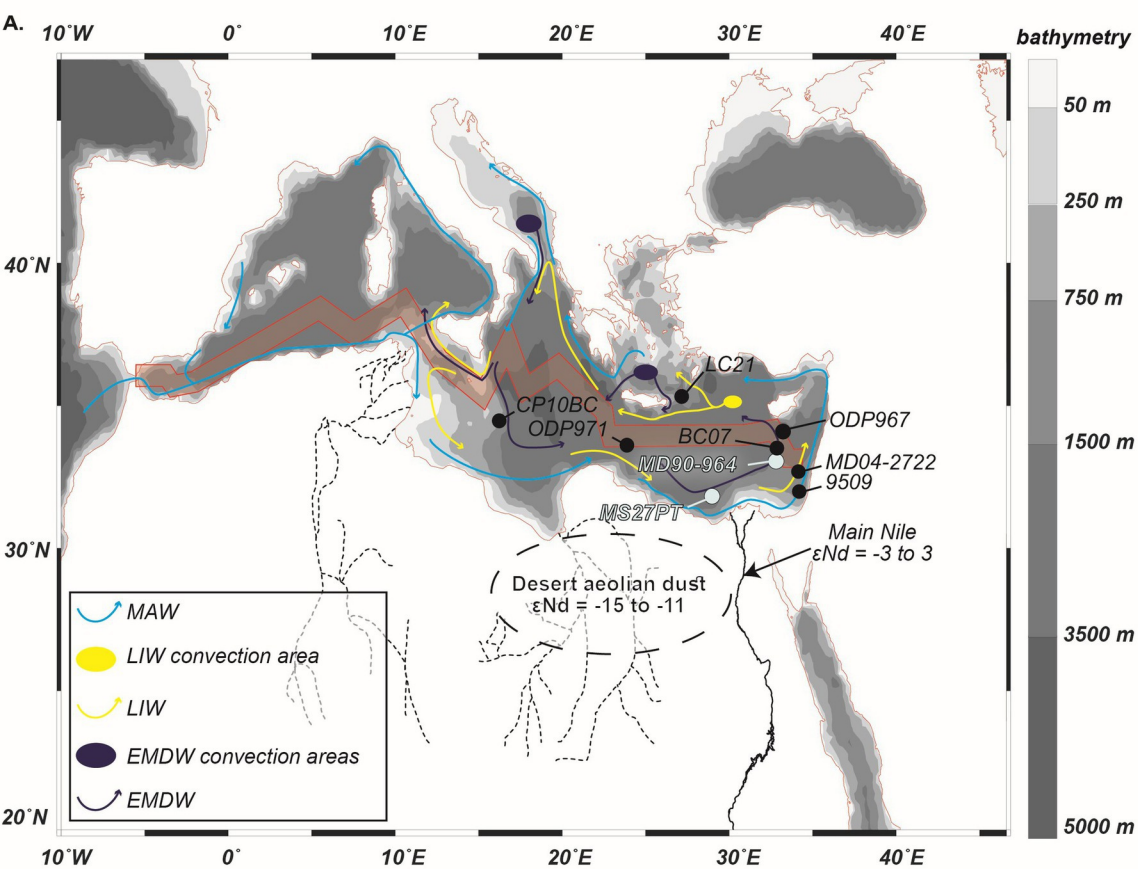 A.
10°W 0° 10°E 20°E 30°E 40°E
bathymetry
50 m
250 m
750 m
1500 m
3500 m
5000 m
40°N
30°N
20°N
LC21
CP10BC
ODP971
ODP967
BC07
MD90-964
MD04-2722
9509
MS27PT
Main Nile
εNd = -3 to 3
Desert aeolian dust
εNd = -15 to -11
MAW
LIW convection area
LIW
EMDW convection areas
EMDW
10°W 0° 10°E 20°E 30°E 40°E